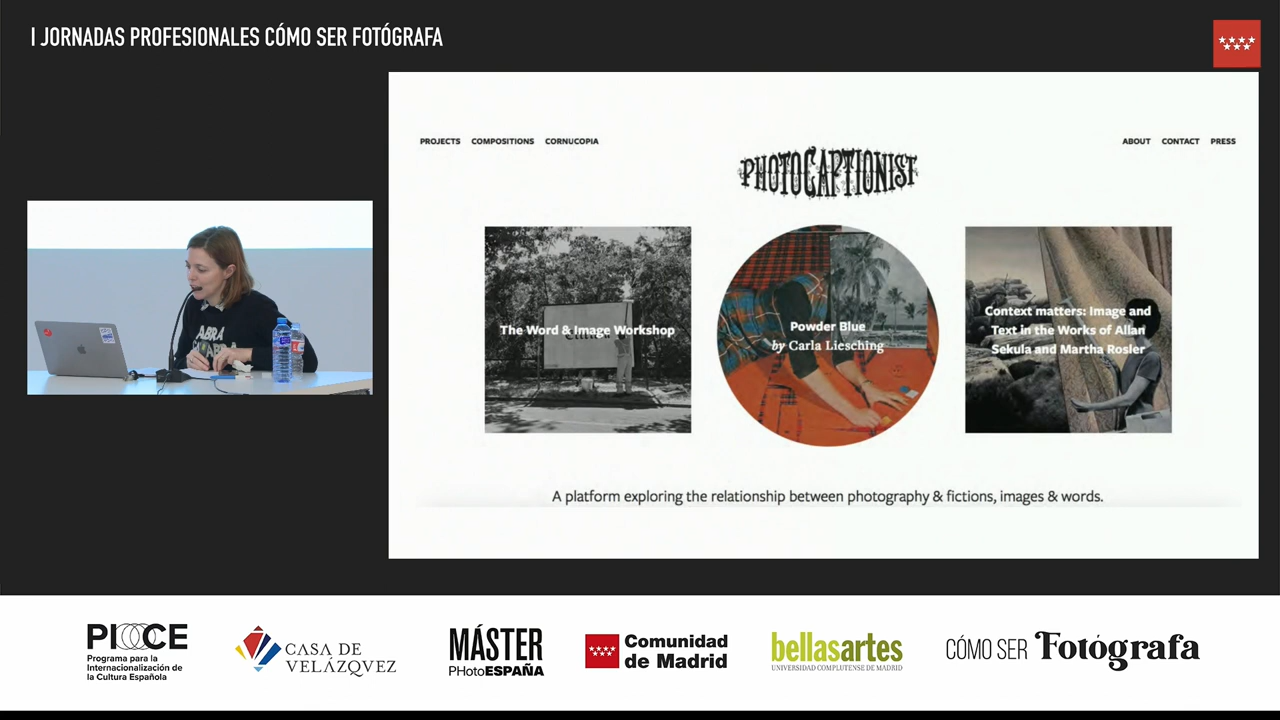 I JORNADAS PROFESIONALES CÓMO SER FOTÓGRAFA
PROJECTS COMPOSITIONS CORNUCOPIA
ABOUT CONTACT PRESS
PHOTOCAPTIONIST
The Word & Image Workshop
Powder Blue
by Carla Liesching
Context matters: Image and
Text in the Works of Allan
Sekula and Martha Rosler
A platform exploring the relationship between photography & fictions, images & words.
ABRA
PICE
Programa para la
Internacionalización de
la Cultura Española
CASA DE
VELÁZQVEZ
MÁSTER
PHotoESPAÑA
Comunidad
de Madrid
bellasartes
UNIVERSIDAD COMPLUTENSE DE MADRID
CÓMO SER Fotógrafa